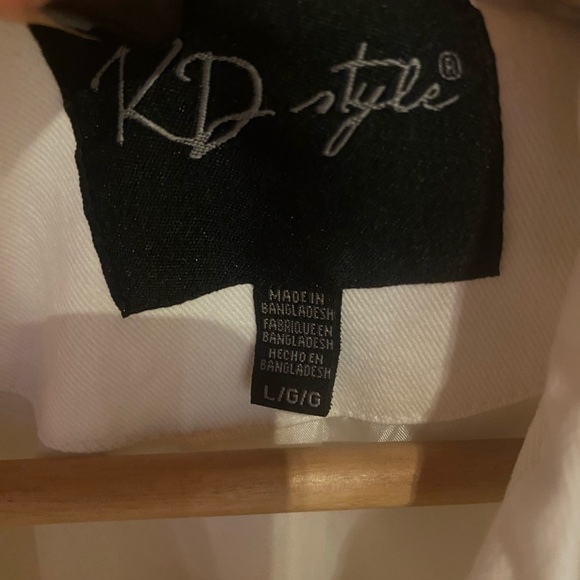 KD style®
MADE IN
BANGLADESH
FABRIQUE EN
BANGLADESH
HECHO EN
BANGLADESH
L/G/G